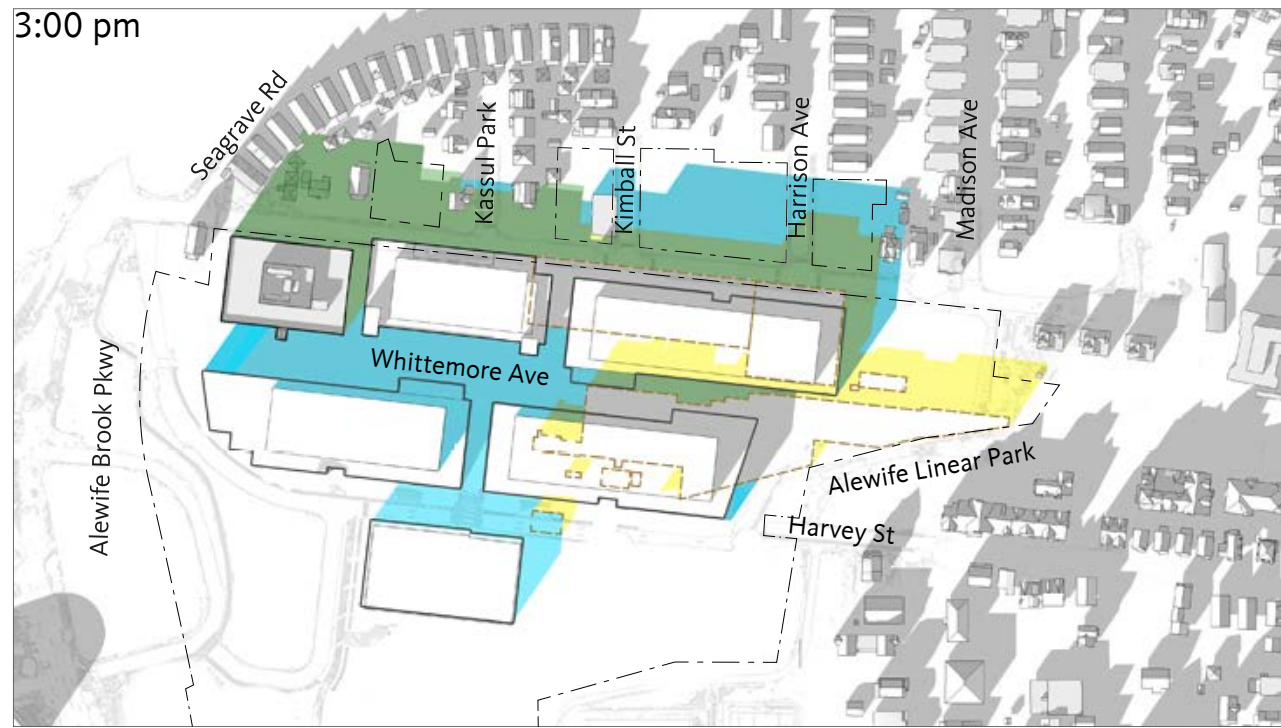 3:00 pm
Seagrave Rd
Kassul Park
Kimball St
Harrison Ave
Madison Ave
Whittemore Ave
Alewife Brook Pkwy
Alewife Linear Park
Harvey St